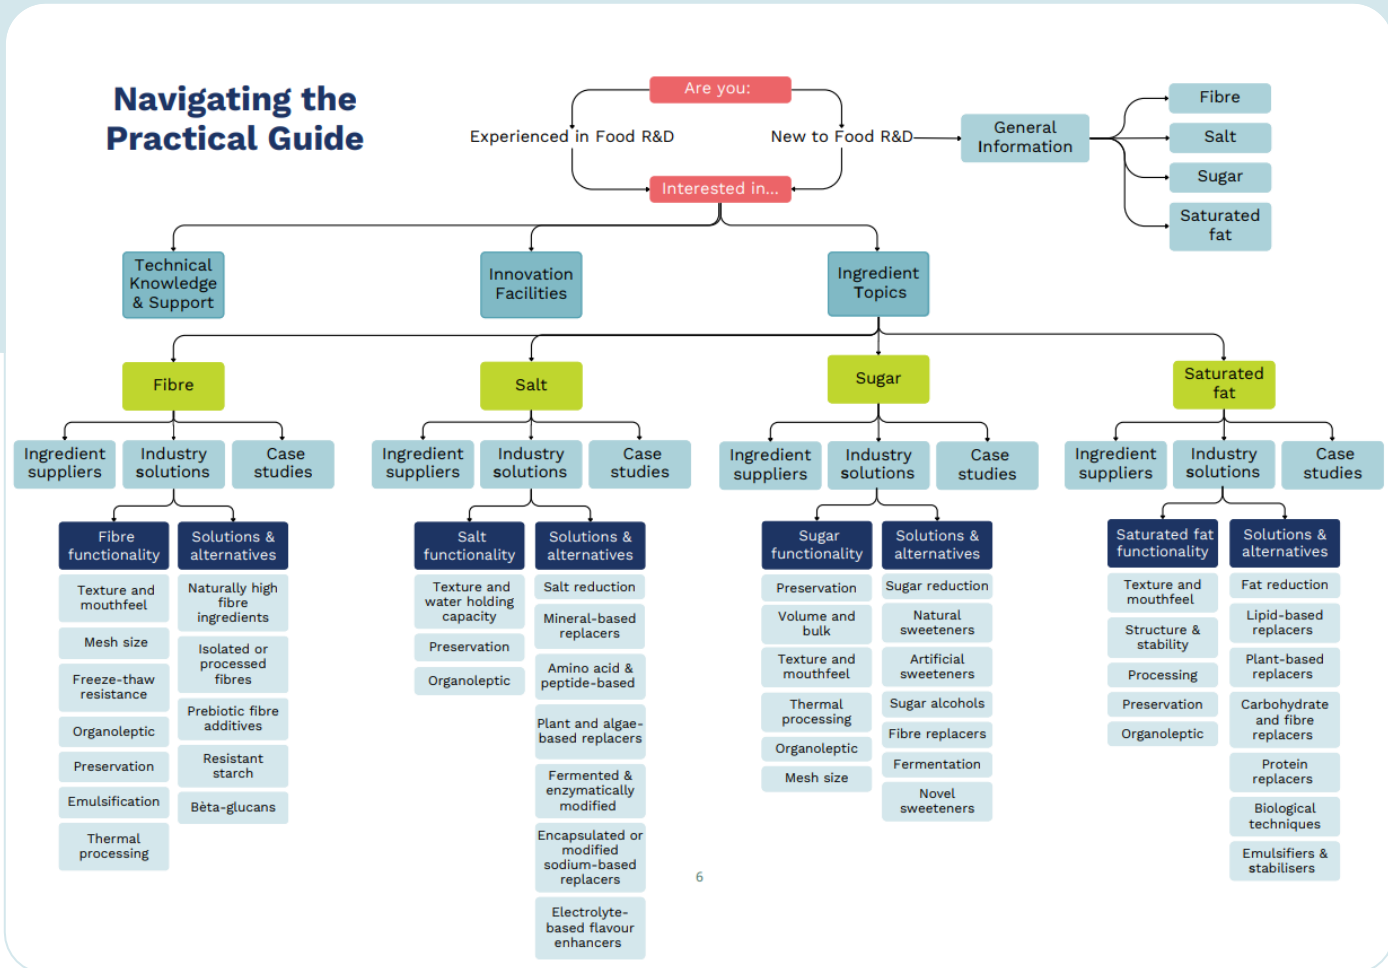 Navigating the
Practical Guide
Are you:
Experienced in Food R&D
New to Food R&D
General
Information
Fibre
Salt
Sugar
Saturated
fat
Interested in...
Technical
Knowledge
& Support
Innovation
Facilities
Ingredient
Topics
Fibre
Salt
Sugar
Saturated
fat
Ingredient
suppliers
Industry
solutions
Case
studies
Ingredient
suppliers
Industry
solutions
Case
studies
Ingredient
suppliers
Industry
solutions
Case
studies
Ingredient
suppliers
Industry
solutions
Case
studies
Fibre
functionality
Texture and
mouthfeel
Mesh size
Freeze-thaw
resistance
Organoleptic
Preservation
Emulsification
Thermal
processing
Solutions &
alternatives
Naturally high
fibre
ingredients
Isolated or
processed
fibres
Prebiotic fibre
additives
Resistant
starch
Bèta-glucans
Salt
functionality
Texture and
water holding
capacity
Preservation
Organoleptic
Solutions &
alternatives
Salt reduction
Mineral-based
replacers
Amino acid &
peptide-based
Plant and algae-
based replacers
Fermented &
enzymatically
modified
Encapsulated or
modified
sodium-based
replacers
Electrolyte-
based flavour
enhancers
Sugar
functionality
Preservation
Volume and
bulk
Texture and
mouthfeel
Thermal
processing
Organoleptic
Mesh size
Solutions &
alternatives
Sugar reduction
Natural
sweeteners
Artificial
sweeteners
Sugar alcohols
Fibre replacers
Fermentation
Novel
sweeteners
Saturated fat
functionality
Texture and
mouthfeel
Structure &
stability
Processing
Preservation
Organoleptic
Solutions &
alternatives
Fat reduction
Lipid-based
replacers
Plant-based
replacers
Carbohydrate
and fibre
replacers
Protein
replacers
Biological
techniques
Emulsifiers &
stabilisers
6